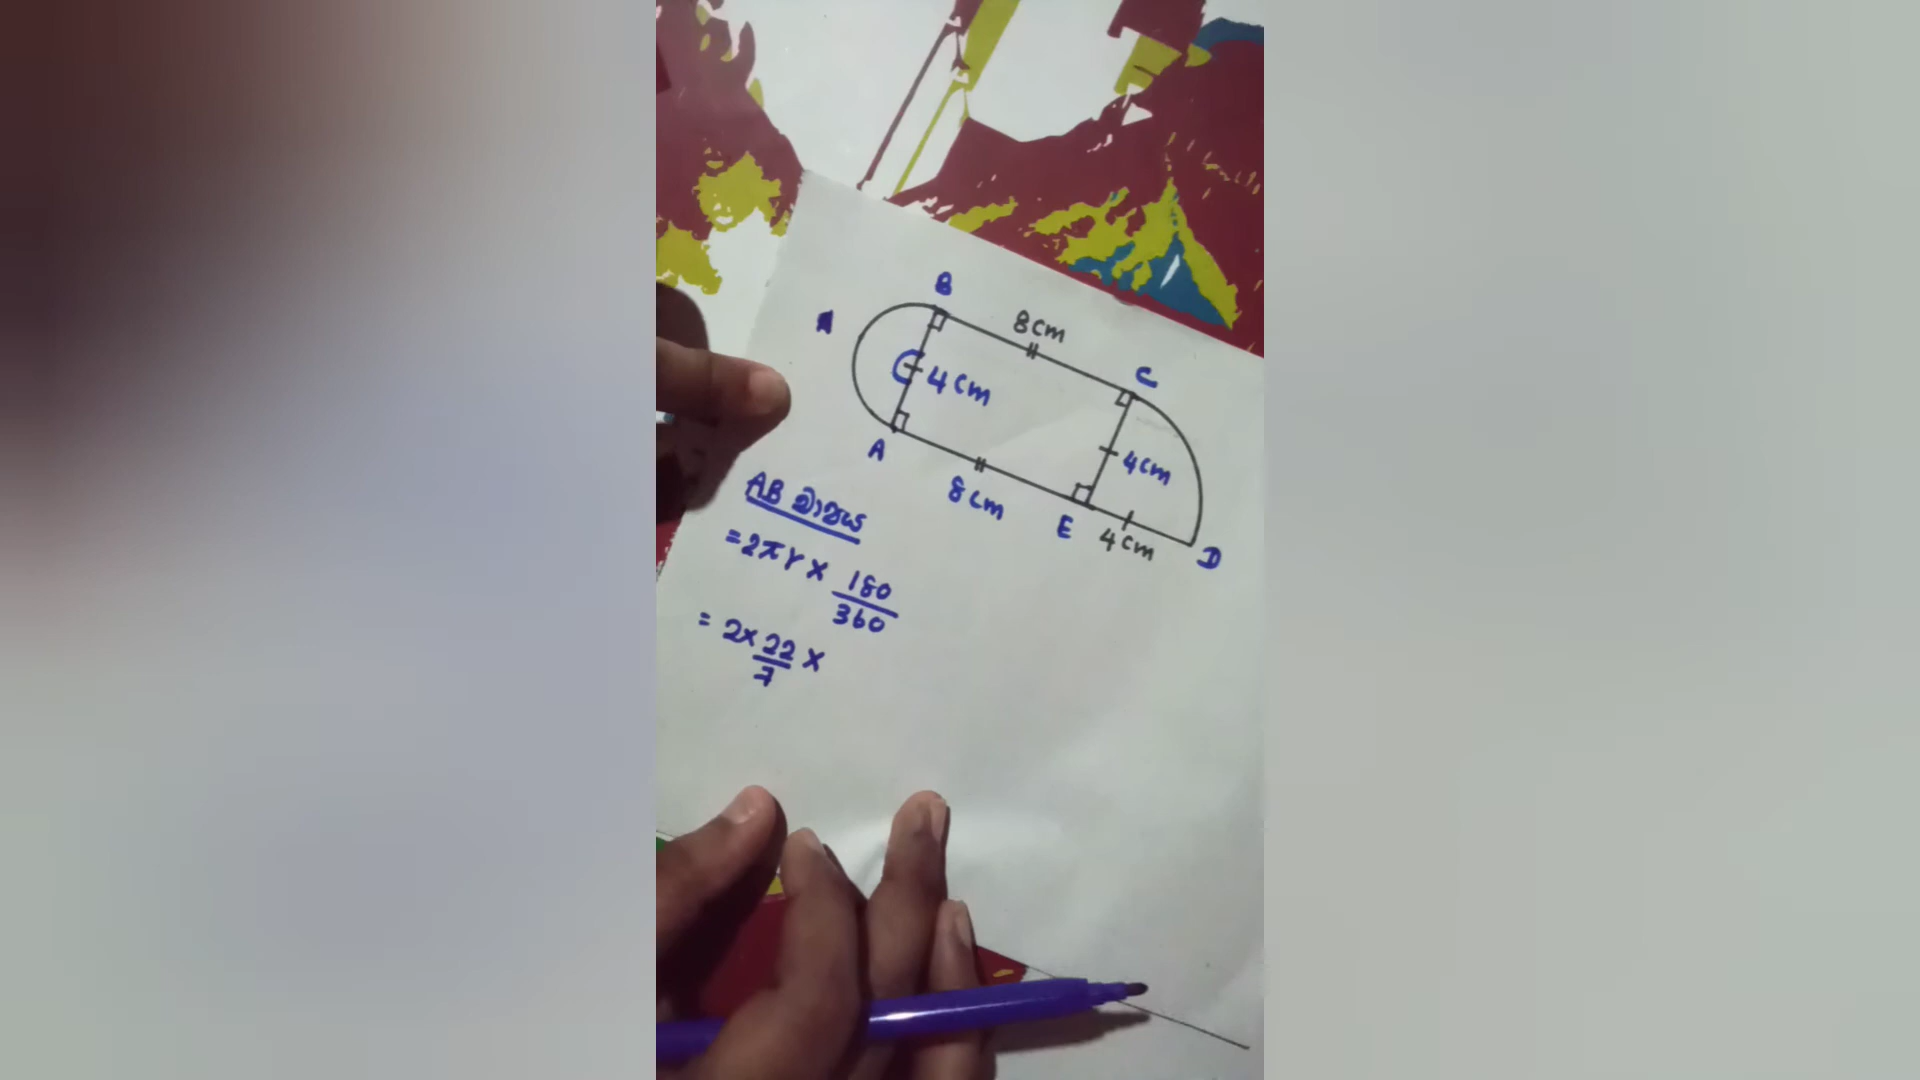 B
8cm
C
4cm
A
4cm
8cm
E
4cm
D
AB චාපය
= 2πr × 180/360
= 2 × 22/7 ×